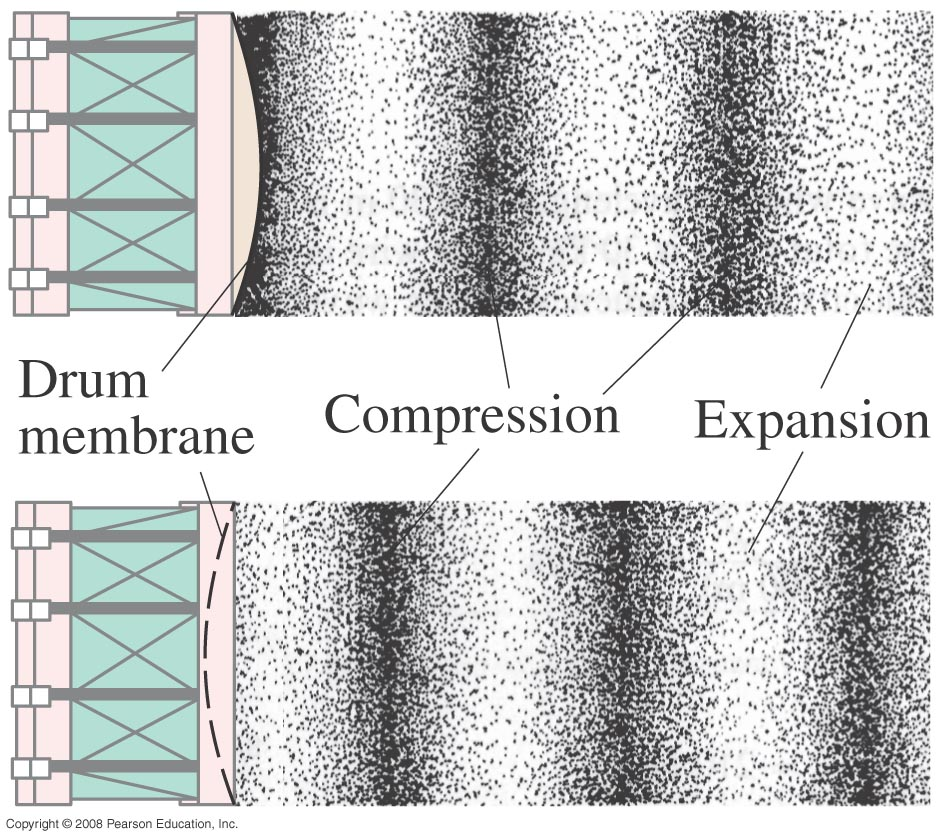 Drum
membrane
Compression
Expansion
Copyright © 2008 Pearson Education, Inc.